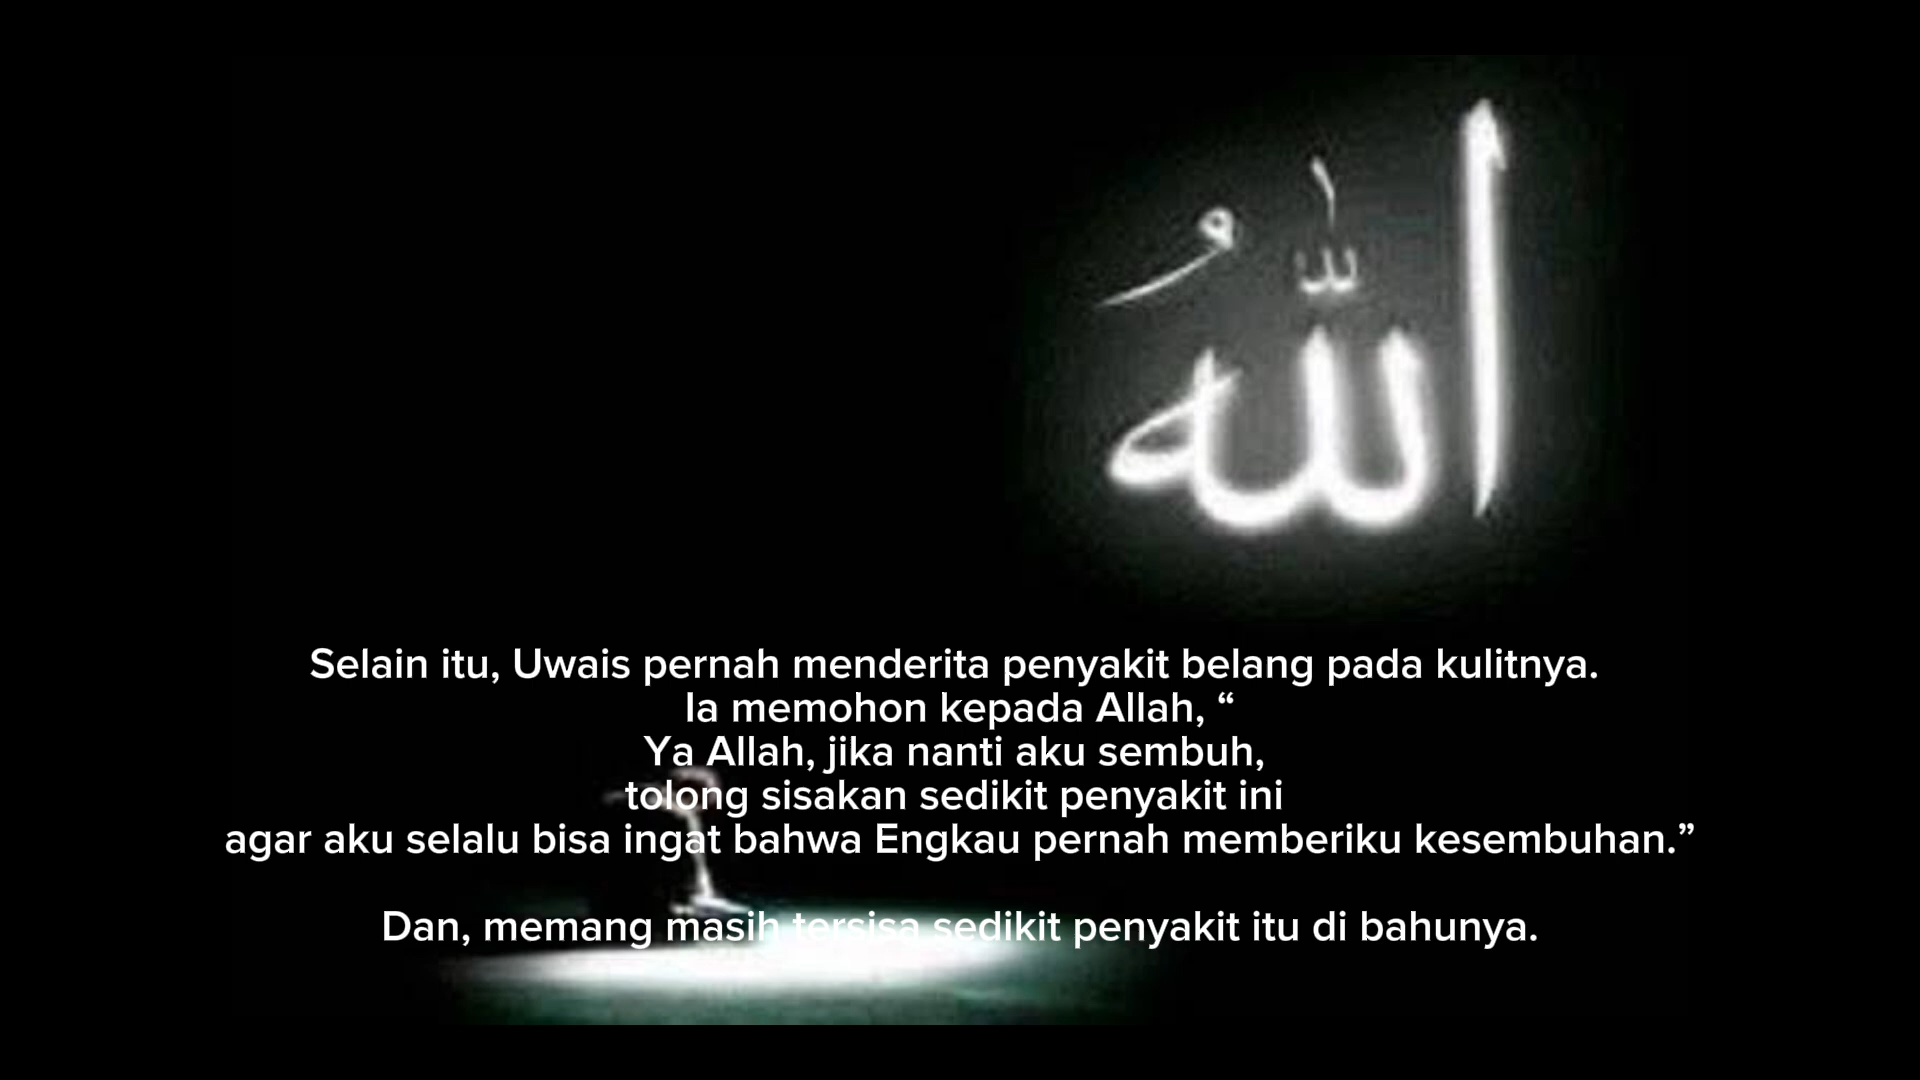 اللّٰهُ
Selain itu, Uwais pernah menderita penyakit belang pada kulitnya.
Ia memohon kepada Allah, “
Ya Allah, jika nanti aku sembuh,
tolong sisakan sedikit penyakit ini
agar aku selalu bisa ingat bahwa Engkau pernah memberiku kesembuhan.”
Dan, memang masih tersisa sedikit penyakit itu di bahunya.